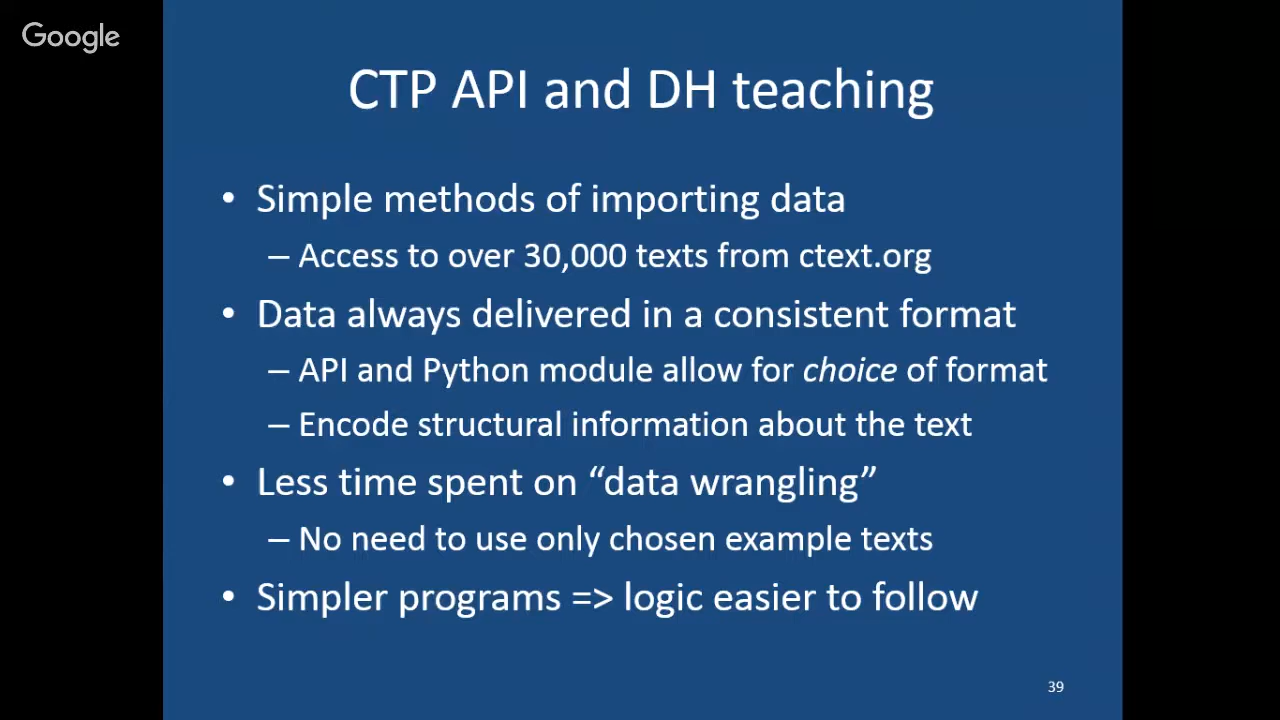 Google
CTP API and DH teaching
• Simple methods of importing data
– Access to over 30,000 texts from ctext.org
• Data always delivered in a consistent format
– API and Python module allow for choice of format
– Encode structural information about the text
• Less time spent on “data wrangling”
– No need to use only chosen example texts
• Simpler programs => logic easier to follow
39